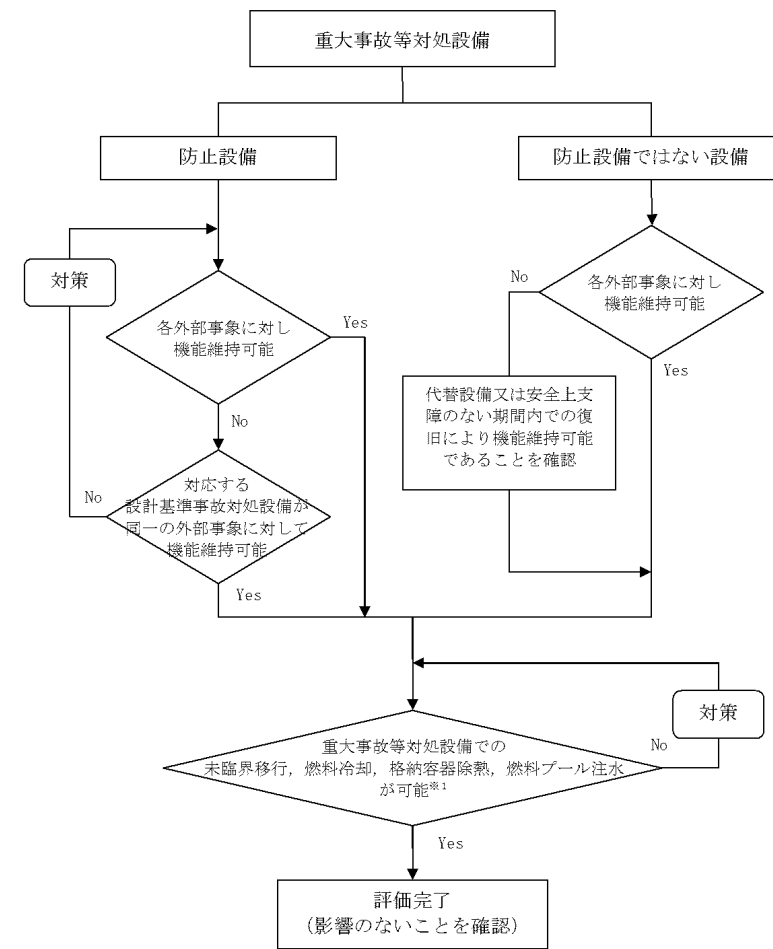 重大事故等対処設備
防止設備
防止設備ではない設備
対策
各外部事象に対し
機能維持可能
Yes
No
対応する
設計基準事故対処設備が
同一の外部事象に対して
機能維持可能
No
Yes
各外部事象に対し
機能維持可能
No
Yes
代替設備又は安全上支
障のない期間内での復
旧により機能維持可能
であることを確認
対策
重大事故等対処設備での
未臨界移行，燃料冷却，格納容器除熱，燃料プール注水
が可能※1
No
Yes
評価完了
（影響のないことを確認）